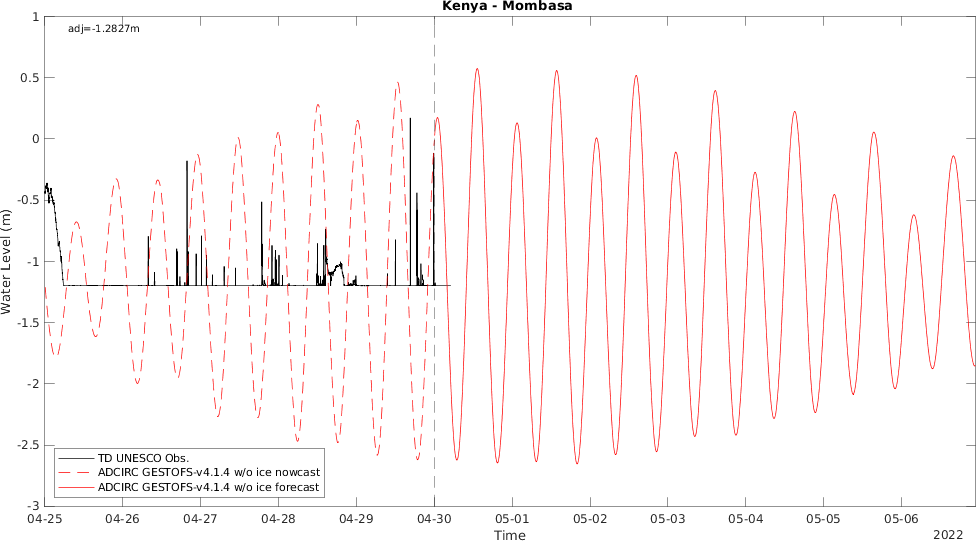 Kenya - Mombasa
adj=-1.2827m
1
0.5
0
-0.5
-1
-1.5
-2
-2.5
-3
Water Level (m)
TD UNESCO Obs.
ADCIRC GESTOFS-v4.1.4 w/o ice nowcast
ADCIRC GESTOFS-v4.1.4 w/o ice forecast
04-25 04-26 04-27 04-28 04-29 04-30 05-01 05-02 05-03 05-04 05-05 05-06
Time
2022